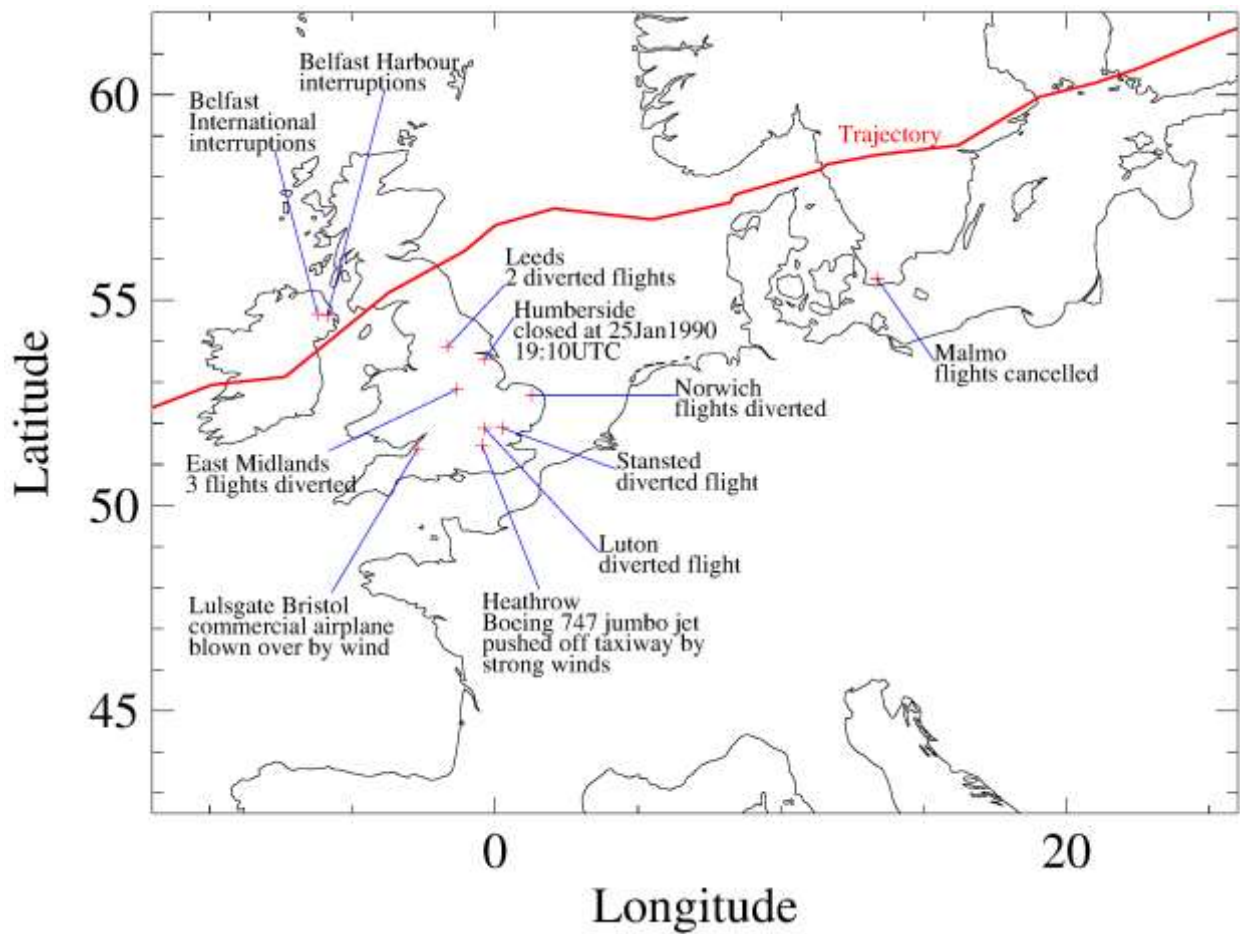 Belfast Harbour
interruptions
Belfast
International
interruptions
Trajectory
Leeds
2 diverted flights
Humberside
closed at 25Jan1990
19:10UTC
Malmo
flights cancelled
Norwich
flights diverted
East Midlands
3 flights diverted
Stansted
diverted flight
Luton
diverted flight
Lulsgate Bristol
commercial airplane
blown over by wind
Heathrow
Boeing 747 jumbo jet
pushed off taxiway by
strong winds
60
55
50
45
Latitude
0
20
Longitude